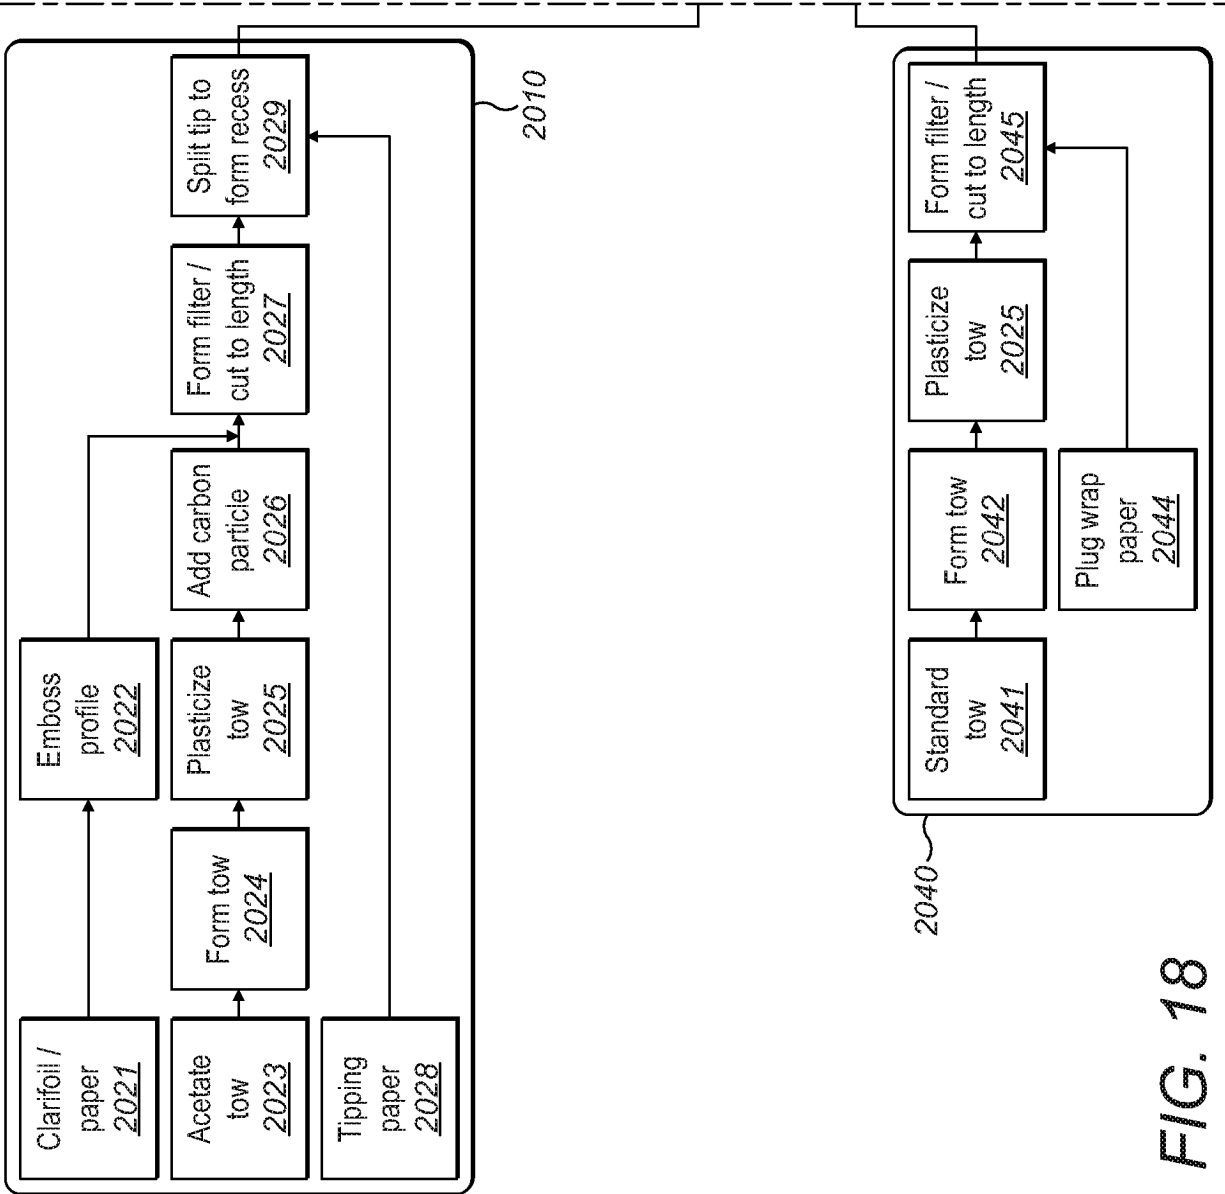 Clarifoil /
paper
2021
Emboss
profile
2022
Acetate
tow
2023
Form tow
2024
Plasticize
tow
2025
Add carbon
particle
2026
Form filter /
cut to length
2027
Split tip to
form recess
2029
Tipping
paper
2028
2010
2040
Standard
tow
2041
Form tow
2042
Plasticize
tow
2025
Form filter /
cut to length
2045
Plug wrap
paper
2044
FIG. 18